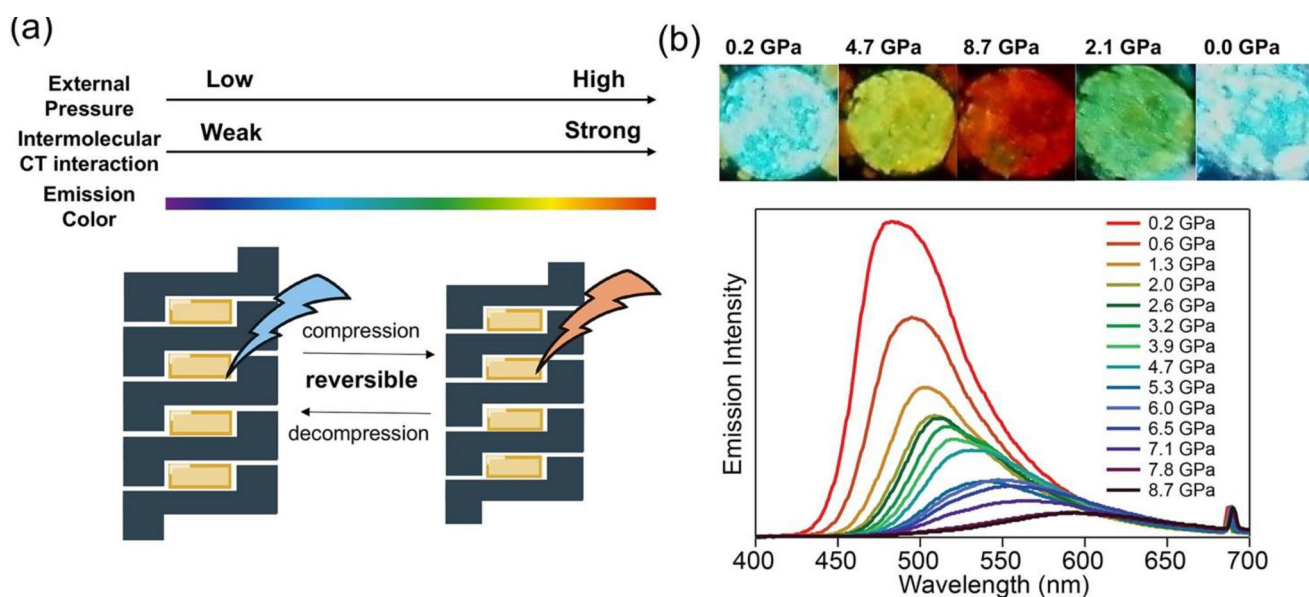 (a)
External
Pressure
Low
High
Intermolecular
CT interaction
Weak
Strong
Emission
Color
compression
reversible
decompression
(b)
0.2 GPa 4.7 GPa 8.7 GPa 2.1 GPa 0.0 GPa
Emission Intensity
0.2 GPa
0.6 GPa
1.3 GPa
2.0 GPa
2.6 GPa
3.2 GPa
3.9 GPa
4.7 GPa
5.3 GPa
6.0 GPa
6.5 GPa
7.1 GPa
7.8 GPa
8.7 GPa
400 450 500 550 600 650 700
Wavelength (nm)